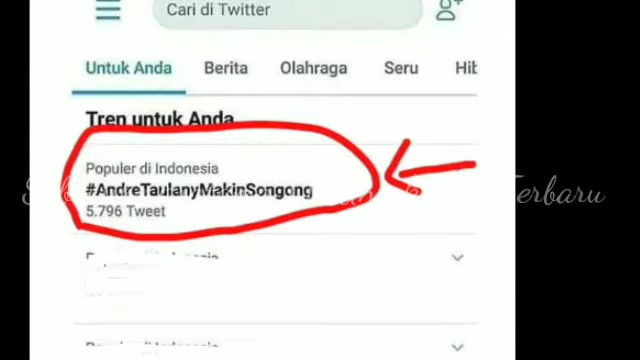 Cari di Twitter
Untuk Anda Berita Olahraga Seru Hib
Tren untuk Anda
Populer di Indonesia
#AndreTaulanyMakinSongong
Terbaru
5.796 Tweet